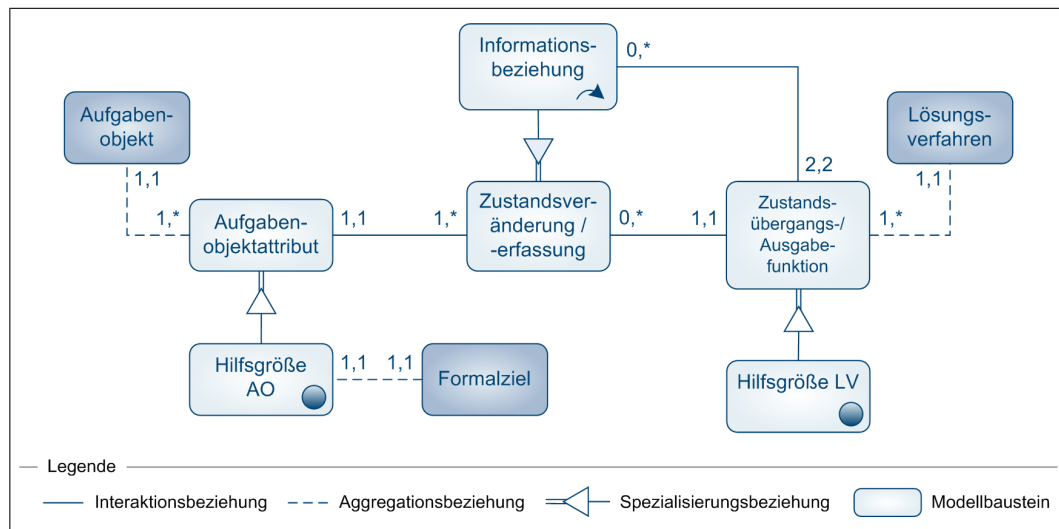 Informations-
beziehung
0,*
Aufgaben-
objekt
Lösungs-
verfahren
1,1
2,2
1,1
1,*
Aufgaben-
objektattribut
1,1
1,*
Zustandsver-
änderung /
-erfassung
0,*
1,1
Zustands-
übergangs-/
Ausgabe-
funktion
1,*
Hilfsgröße
AO
1,1
1,1
Formalziel
Hilfsgröße LV
Legende
Interaktionsbeziehung
Aggregationsbeziehung
Spezialisierungsbeziehung
Modellbaustein